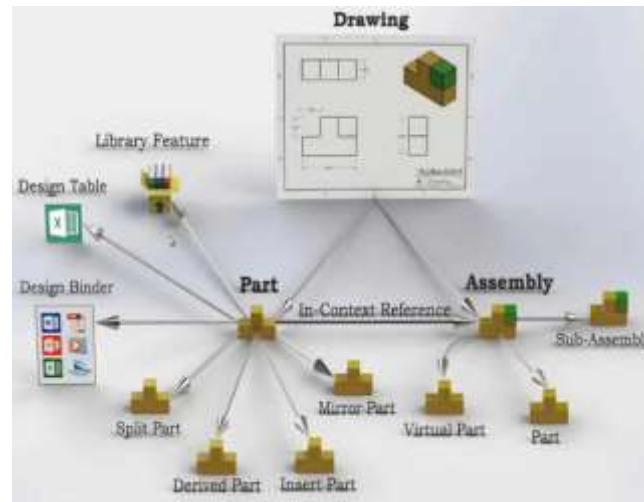 Drawing
Library Feature
Design Table
Part
Assembly
Design Binder
In-Context Reference
Sub-Assembl
Mirror Part
Split Part
Virtual Part
Part
Derived Part
Insert Part